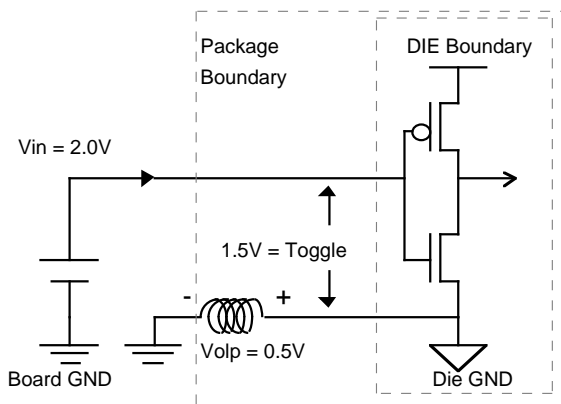 Package
Boundary
DIE Boundary
Vin = 2.0V
1.5V = Toggle
- +
Volp = 0.5V
Board GND
Die GND